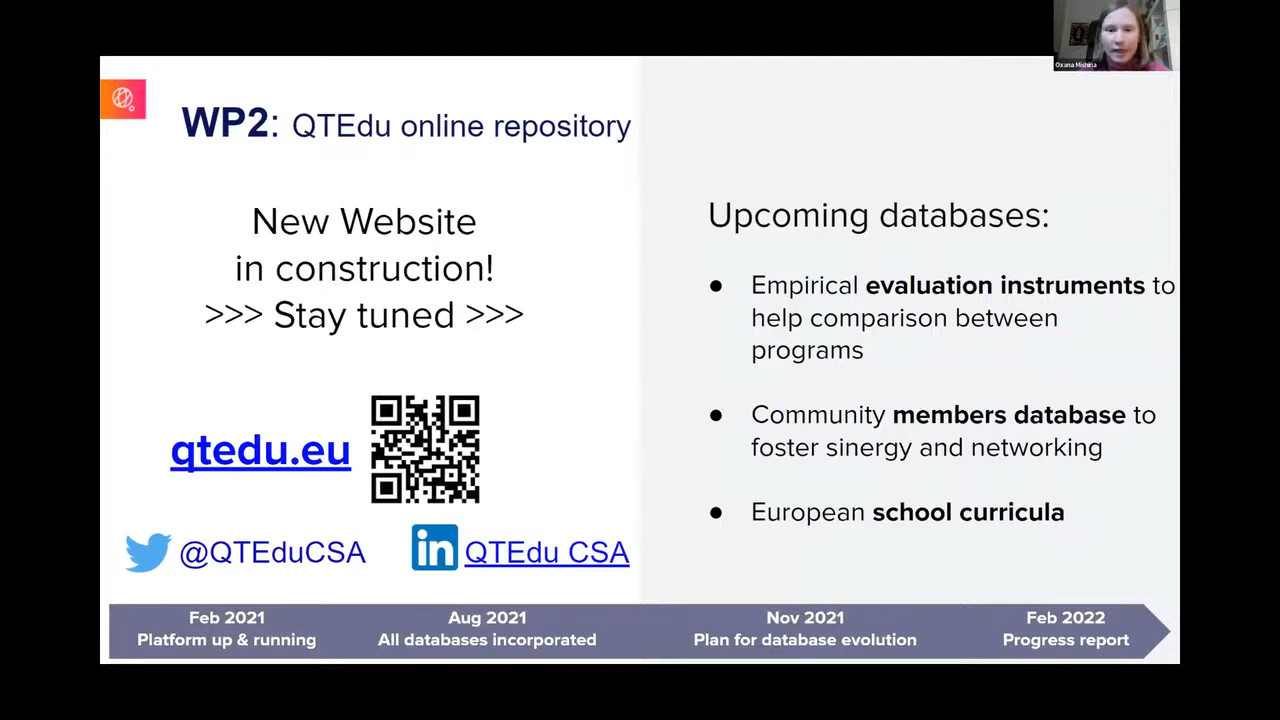 Oxana Mishina
WP2: QTEdu online repository
New Website
in construction!
>>> Stay tuned >>>
qtedu.eu
@QTEduCSA
in QTEdu CSA
Upcoming databases:
● Empirical evaluation instruments to
help comparison between
programs
● Community members database to
foster sinergy and networking
● European school curricula
Feb 2021
Platform up & running
Aug 2021
All databases incorporated
Nov 2021
Plan for database evolution
Feb 2022
Progress report